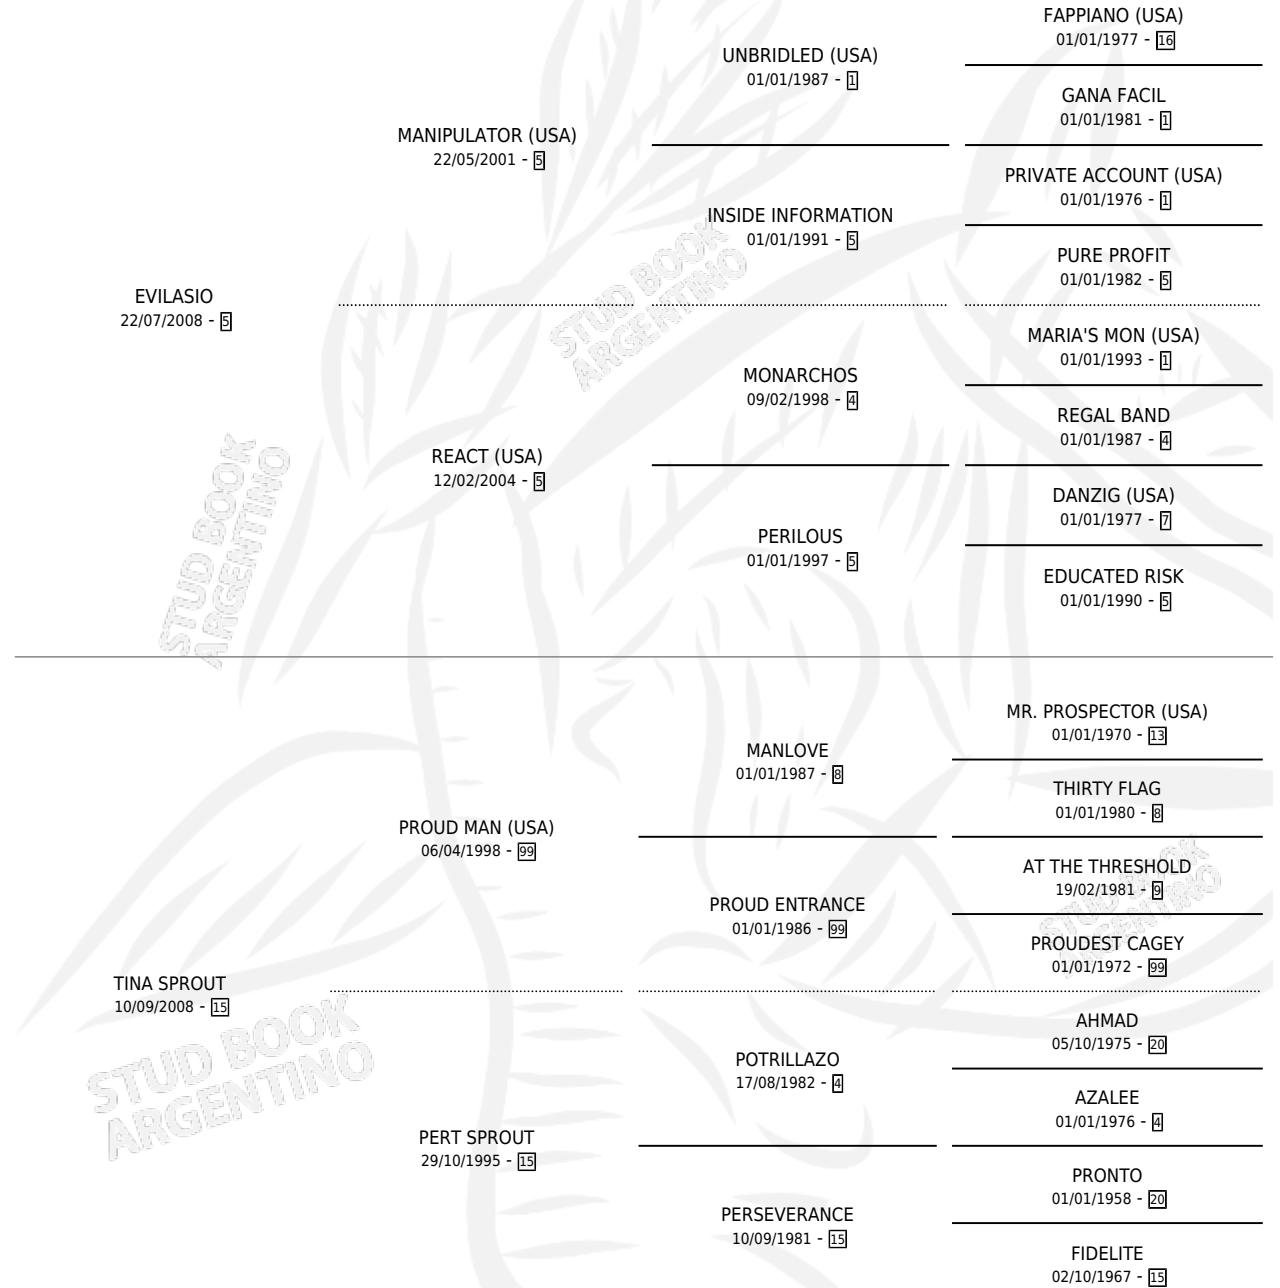 FAPPIANO (USA)
01/01/1977 - 16
UNBRIDLED (USA)
01/01/1987 - 1
GANA FACIL
01/01/1981 - 1
MANIPULATOR (USA)
22/05/2001 - 5
PRIVATE ACCOUNT (USA)
01/01/1976 - 1
INSIDE INFORMATION
01/01/1991 - 5
PURE PROFIT
01/01/1982 - 5
EVILASIO
22/07/2008 - 5
STUD BOOK
ARGENTINO
MARIA'S MON (USA)
01/01/1993 - 1
MONARCHOS
09/02/1998 - 4
REGAL BAND
01/01/1987 - 4
REACT (USA)
12/02/2004 - 5
DANZIG (USA)
01/01/1977 - 7
PERILOUS
01/01/1997 - 5
EDUCATED RISK
01/01/1990 - 5
STUD BOOK
ARGENTINO
MR. PROSPECTOR (USA)
01/01/1970 - 13
MANLOVE
01/01/1987 - 8
THIRTY FLAG
01/01/1980 - 8
PROUD MAN (USA)
06/04/1998 - 99
AT THE THRESHOLD
19/02/1981 - 9
PROUD ENTRANCE
01/01/1986 - 99
STUD BOOK
ARGENTINO
PROUDEST CAGEY
01/01/1972 - 99
TINA SPROUT
10/09/2008 - 15
STUD BOOK
ARGENTINO
AHMAD
05/10/1975 - 20
POTRILLAZO
17/08/1982 - 4
AZALEE
01/01/1976 - 4
PERT SPROUT
29/10/1995 - 15
PRONTO
01/01/1958 - 20
PERSEVERANCE
10/09/1981 - 15
FIDELITE
02/10/1967 - 15